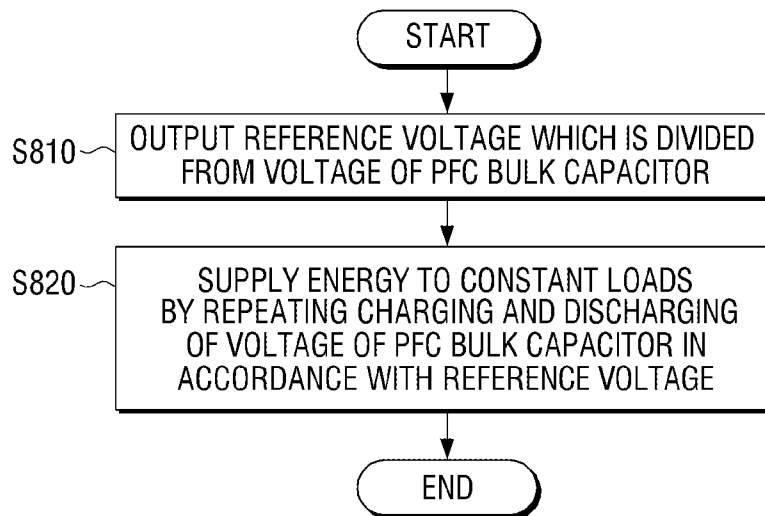 START
S810
OUTPUT REFERENCE VOLTAGE WHICH IS DIVIDED
FROM VOLTAGE OF PFC BULK CAPACITOR
S820
SUPPLY ENERGY TO CONSTANT LOADS
BY REPEATING CHARGING AND DISCHARGING
OF VOLTAGE OF PFC BULK CAPACITOR IN
ACCORDANCE WITH REFERENCE VOLTAGE
END